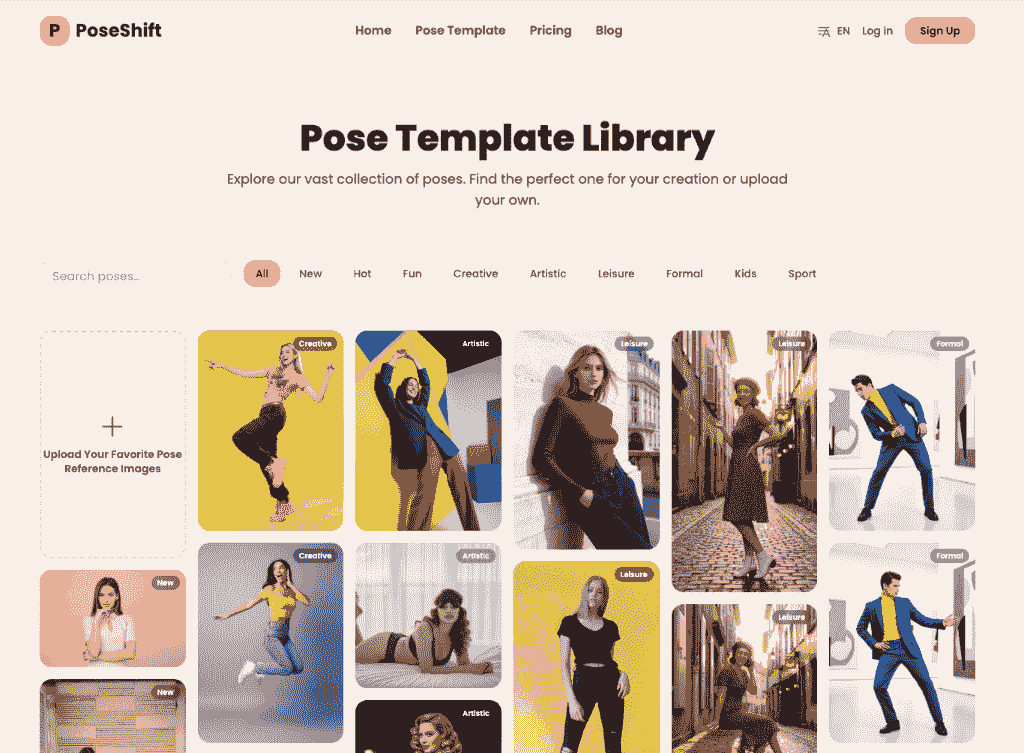 P PoseShift
Home Pose Template Pricing Blog
EN Log in Sign Up
Pose Template Library
Explore our vast collection of poses. Find the perfect one for your creation or upload
your own.
Search poses...
All New Hot Fun Creative Artistic Leisure Formal Kids Sport
Upload Your Favorite Pose
Reference Images
Creative
Artistic
Leisure
Leisure
Formal
Creative
Artistic
Leisure
Leisure
Formal
New
New
Artistic